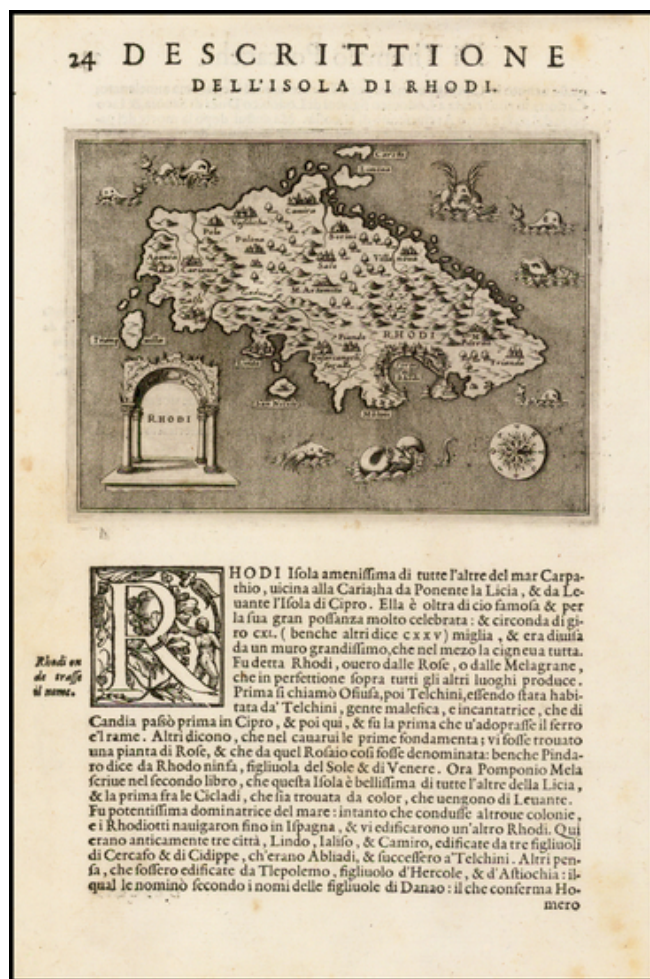 24 DESCRITTIONE
DELL'ISOLA DI RHODI.
Carchi
Limina
Camira
RHODI
RHODI
RHODI Isola amenissima di tutte l'altre del mar Carpa-
thio, uicina alla Caria;ha da Ponente la Licia, & da Le-
uante l'Isola di Cipro. Ella è oltra di cio famosa & per
la sua gran possanza molto celebrata: & circonda di gi-
ro CXL. (benche altri dice CXXV) miglia, & era diuisa
da un muro grandissimo,che nel mezo la cigneua tutta.
Fu detta Rhodi, ouero dalle Rose, o dalle Melagrane,
che in perfettione sopra tutti gli altri luoghi produce.
Prima si chiamò Ofiusa, poi Telchini,essendo stata habi-
tata da' Telchini, gente malefica, e incantatrice, che di
Rhodi on
de trasse
il nome.
Candia passò prima in Cipro, & poi qui, & fu la prima che u'adoprasse il ferro
e'l rame. Altri dicono, che nel cauarui le prime fondamenta; vi fosse trouato
una pianta di Rose, & che da quel Rosaio così fosse denominata: benche Pinda-
ro dice da Rhodo ninfa, figliuola del Sole & di Venere. Ora Pomponio Mela
scriue nel secondo libro, che questa Isola è bellissima di tutte l'altre della Licia,
& la prima fra le Cicladi, che sia trouata da color, che uengono di Leuante.
Fu potentissima dominatrice del mare: intanto che condusse altroue colonie,
e i Rhodiotti nauigaron fino in Ispagna, & vi edificarono un'altro Rhodi. Qui
erano anticamente tre città, Lindo, Ialiso, & Camiro, edificate da tre figliuoli
di Cercafo & di Cidippe, ch'erano Abliadi, & successero a'Telchini. Altri pen-
sa, che fossero edificate da Tlepolemo, figliuolo d'Hercole, & d'Astiochia: il-
qual le nominò secondo i nomi delle figliuole di Danao: il che conferma Ho-
mero